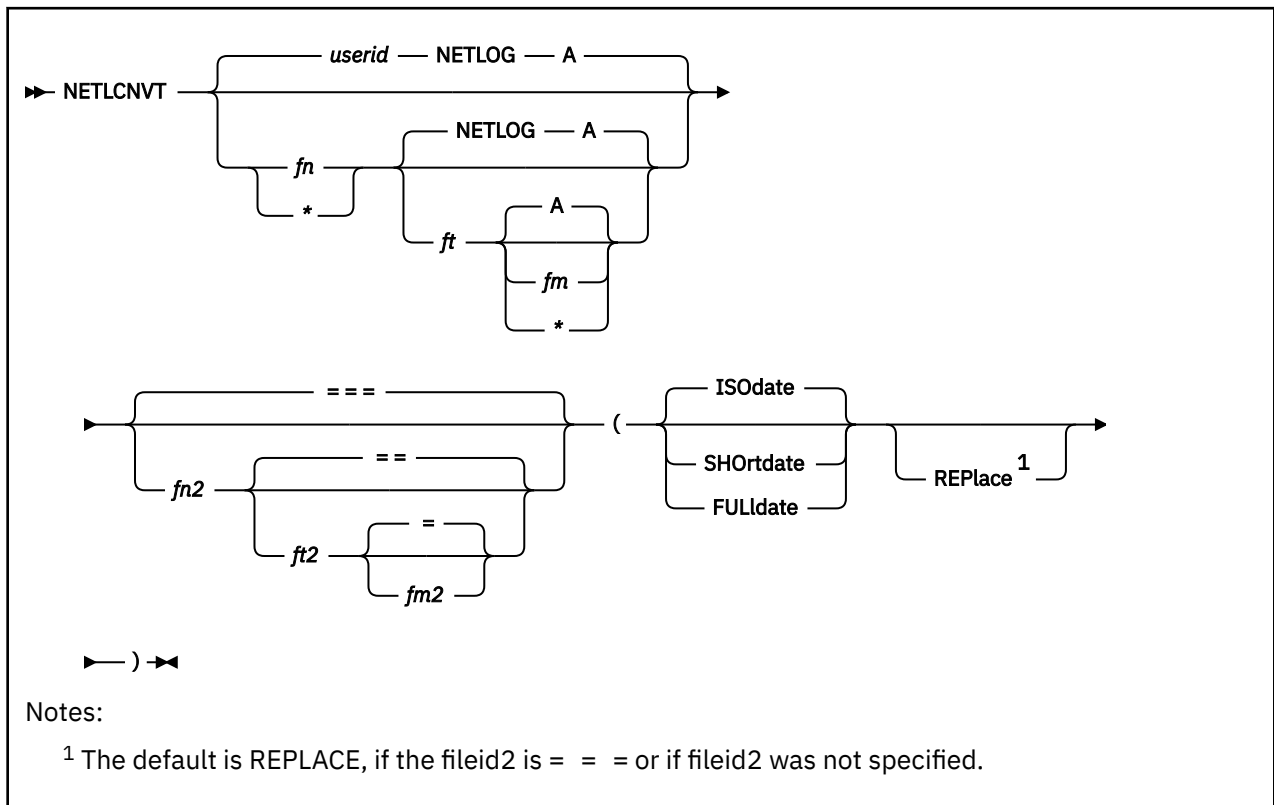 userid NETLOG A
NETLCNVT
NETLOG A
fn
*
A
ft
fm
*
= = =
ISOdate
(
= =
SHOrtdate
REPlace 1
fn2
FULldate
=
ft2
fm2
)
Notes:
1 The default is REPLACE, if the fileid2 is = = = or if fileid2 was not specified.